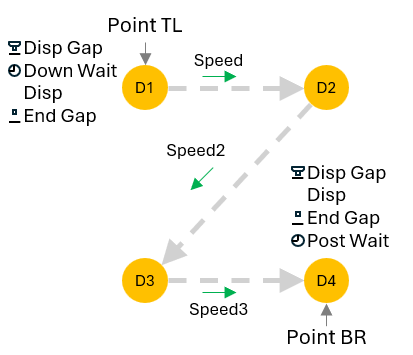 Point TL
Disp Gap
Down Wait
Disp
End Gap
Speed
D1
D2
Speed2
Disp Gap
Disp
End Gap
Post Wait
D3
D4
Speed3
Point BR